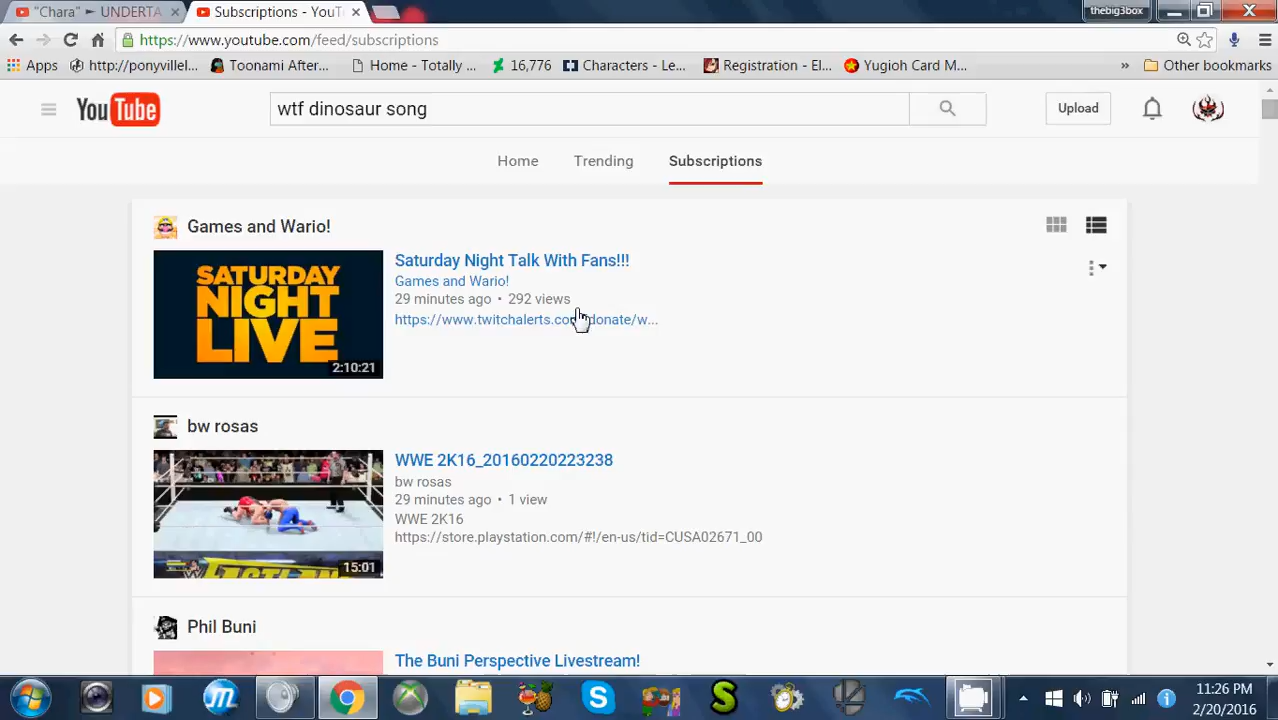 "Chara" ► UNDERTA
Subscriptions - YouT
thebig3box
https://www.youtube.com/feed/subscriptions
Apps
http://ponyvillel...
Toonami After...
Home - Totally ...
16,776
Characters - Le...
Registration - El...
Yugioh Card M...
»
Other bookmarks
YouTube
wtf dinosaur song
Upload
Home
Trending
Subscriptions
Games and Wario!
SATURDAY
NIGHT
LIVE
2:10:21
Saturday Night Talk With Fans!!!
Games and Wario!
29 minutes ago • 292 views
https://www.twitchalerts.com/donate/w...
bw rosas
15:01
WWE 2K16_20160220223238
bw rosas
29 minutes ago • 1 view
WWE 2K16
https://store.playstation.com/#!/en-us/tid=CUSA02671_00
Phil Buni
The Buni Perspective Livestream!
11:26 PM
2/20/2016